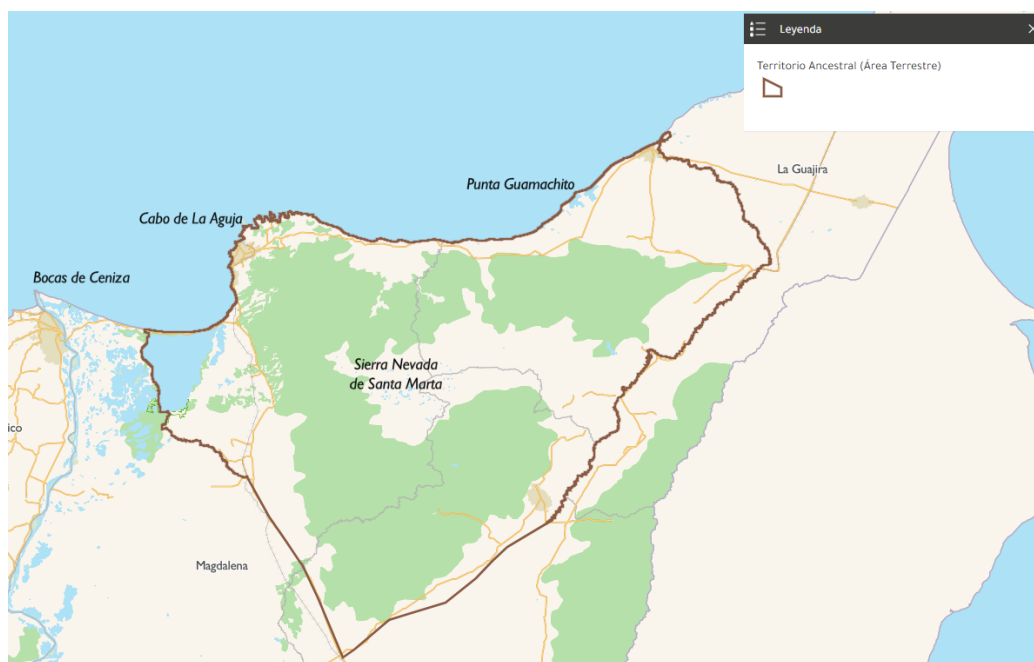 Leyenda
Territorio Ancestral (Área Terrestre)
La Guajira
Punta Guamachito
Cabo de La Aguja
Bocas de Ceniza
Sierra Nevada
de Santa Marta
ico
Magdalena